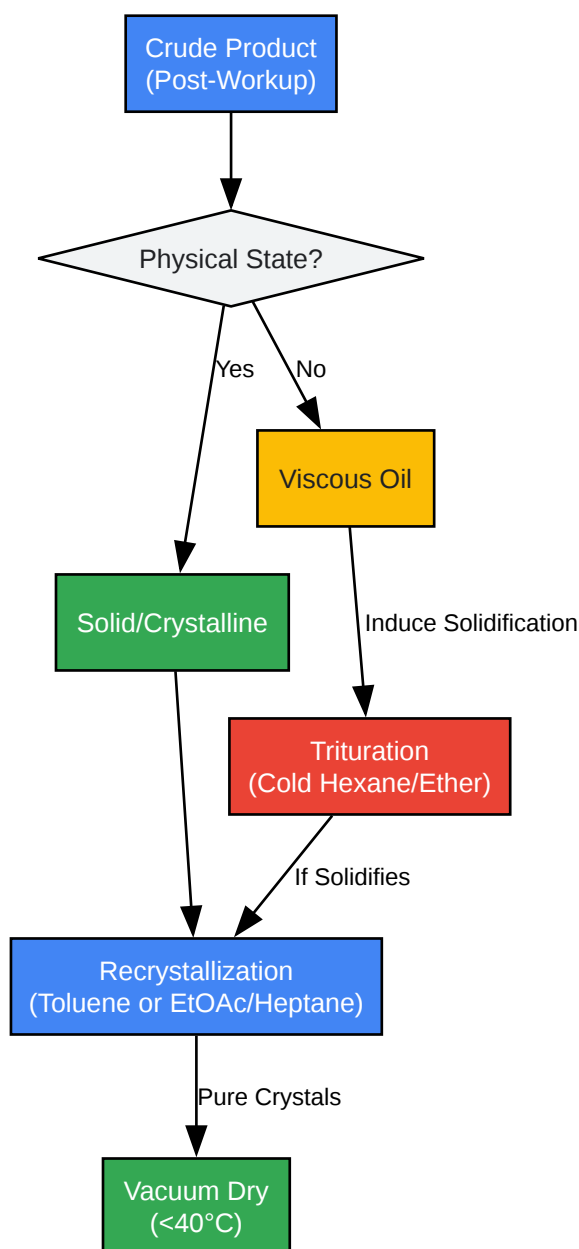 Crude Product
(Post-Workup)
Physical State?
Yes
No
Viscous Oil
Solid/Crystalline
Induce Solidification
Trituration
(Cold Hexane/Ether)
If Solidifies
Recrystallization
(Toluene or EtOAc/Heptane)
Pure Crystals
Vacuum Dry
(<40°C)